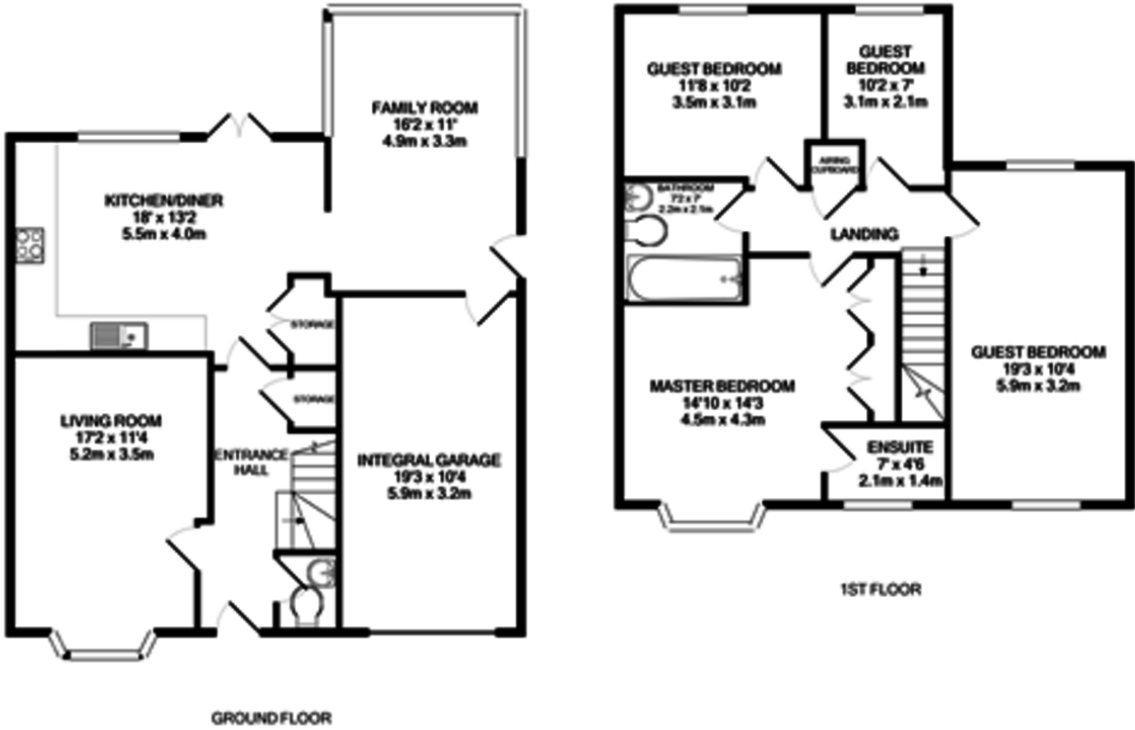 FAMILY ROOM
16'2 x 11'
4.9m x 3.3m
KITCHEN/DINER
18' x 13'2
5.5m x 4.0m
STORAGE
STORAGE
LIVING ROOM
17'2 x 11'4
5.2m x 3.5m
ENTRANCE
HALL
INTEGRAL GARAGE
19'3 x 10'4
5.9m x 3.2m
GROUND FLOOR
GUEST BEDROOM
11'8 x 10'2
3.5m x 3.1m
GUEST
BEDROOM
10'2 x 7'
3.1m x 2.1m
AIRING
CUPBOARD
BATHROOM
7'2 x 7'
2.2m x 2.1m
LANDING
MASTER BEDROOM
14'10 x 14'3
4.5m x 4.3m
GUEST BEDROOM
19'3 x 10'4
5.9m x 3.2m
ENSUITE
7' x 4'6
2.1m x 1.4m
1ST FLOOR